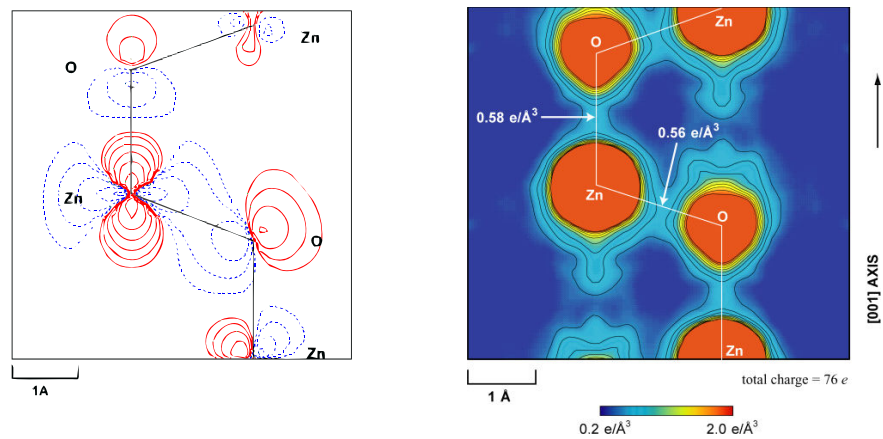 Zn
O
Zn
O
Zn
1A
O
Zn
0.58 e/Å3
0.56 e/Å3
Zn
O
Zn
[001] AXIS
1 Å
total charge = 76 e
0.2 e/Å3
2.0 e/Å3